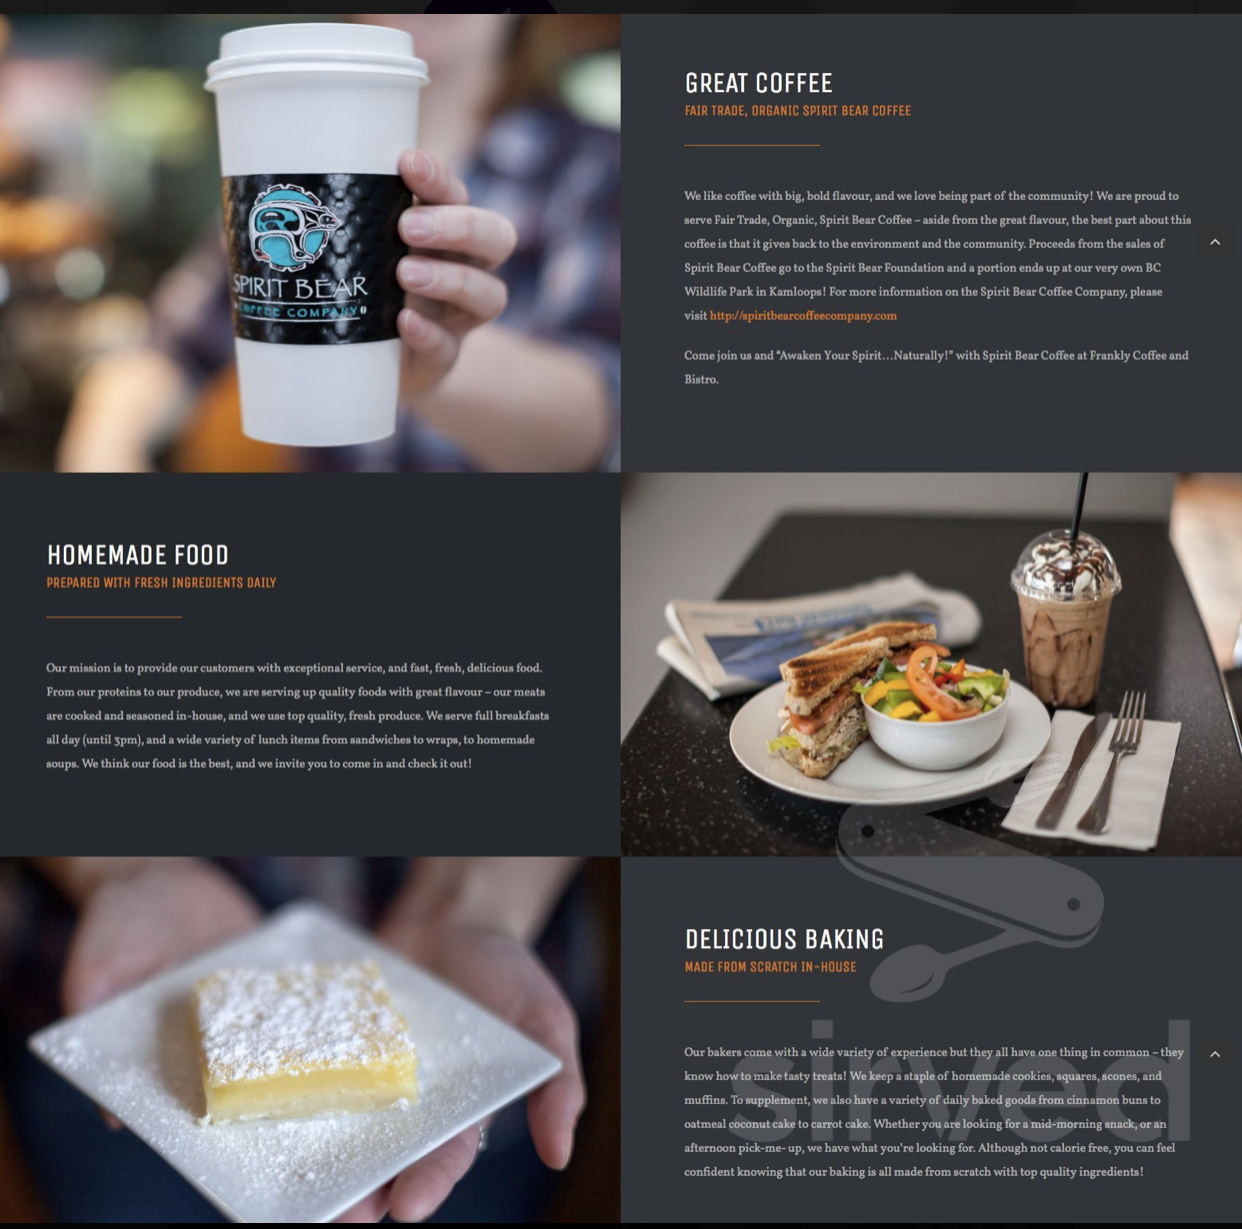 SPIRIT BEAR
COFFEE COMPANY
GREAT COFFEE
FAIR TRADE, ORGANIC SPIRIT BEAR COFFEE
We like coffee with big, bold flavour, and we love being part of the community! We are proud to
serve Fair Trade, Organic, Spirit Bear Coffee – aside from the great flavour, the best part about this
coffee is that it gives back to the environment and the community. Proceeds from the sales of
Spirit Bear Coffee go to the Spirit Bear Foundation and a portion ends up at our very own BC
Wildlife Park in Kamloops! For more information on the Spirit Bear Coffee Company, please
visit http://spiritbearcoffeecompany.com
Come join us and “Awaken Your Spirit…Naturally!” with Spirit Bear Coffee at Frankly Coffee and
Bistro.
HOMEMADE FOOD
PREPARED WITH FRESH INGREDIENTS DAILY
Our mission is to provide our customers with exceptional service, and fast, fresh, delicious food.
From our proteins to our produce, we are serving up quality foods with great flavour – our meats
are cooked and seasoned in-house, and we use top quality, fresh produce. We serve full breakfasts
all day (until 3pm), and a wide variety of lunch items from sandwiches to wraps, to homemade
soups. We think our food is the best, and we invite you to come in and check it out!
DELICIOUS BAKING
MADE FROM SCRATCH IN-HOUSE
Our bakers come with a wide variety of experience but they all have one thing in common – they
know how to make tasty treats! We keep a staple of homemade cookies, squares, scones, and
muffins. To supplement, we also have a variety of daily baked goods from cinnamon buns to
oatmeal coconut cake to carrot cake. Whether you are looking for a mid-morning snack, or an
afternoon pick-me- up, we have what you’re looking for. Although not calorie free, you can feel
confident knowing that our baking is all made from scratch with top quality ingredients!
sirved